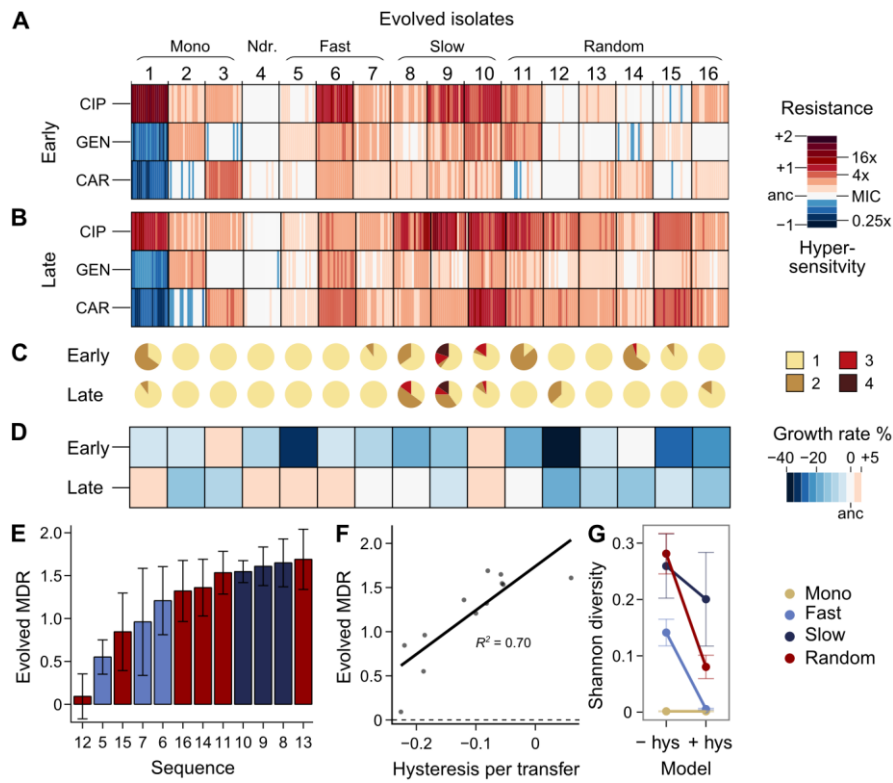 Evolved isolates
A
Mono Ndr. Fast Slow Random
1 2 3 4 5 6 7 8 9 10 11 12 13 14 15 16
CIP
GEN
CAR
Early
Resistance
+2
+1
anc
−1
16x
4x
MIC
0.25x
Hyper-
sensitvity
B
CIP
GEN
CAR
Late
C
Early
Late
1 3
2 4
D
Early
Late
Growth rate %
−40 −20 0 +5
anc
E
Evolved MDR
2.0
1.5
1.0
0.5
0
12 5 15 7 6 16 14 11 10 9 8 13
Sequence
F
Evolved MDR
2.0
1.5
1.0
0.5
0
R² = 0.70
−0.2 −0.1 0
Hysteresis per transfer
G
Shannon diversity
0.3
0.2
0.1
0
− hys + hys
Model
Mono
Fast
Slow
Random